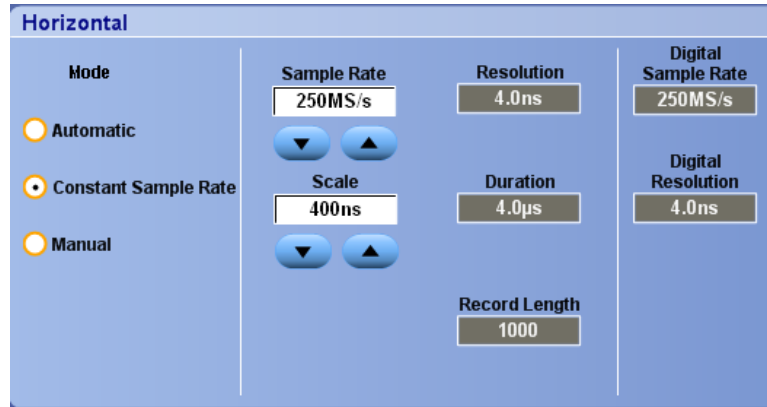 Horizontal
Mode
Automatic
Constant Sample Rate
Manual
Sample Rate
250MS/s
Scale
400ns
Resolution
4.0ns
Duration
4.0µs
Record Length
1000
Digital
Sample Rate
250MS/s
Digital
Resolution
4.0ns